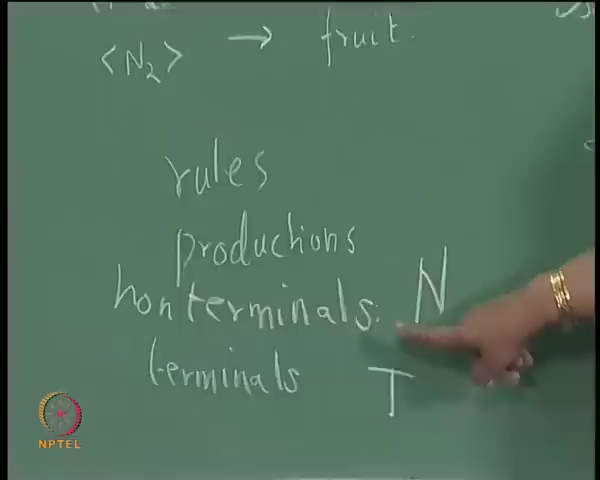 <N₂> → fruit.
rules
productions
nonterminals: N
terminals T
NPTEL